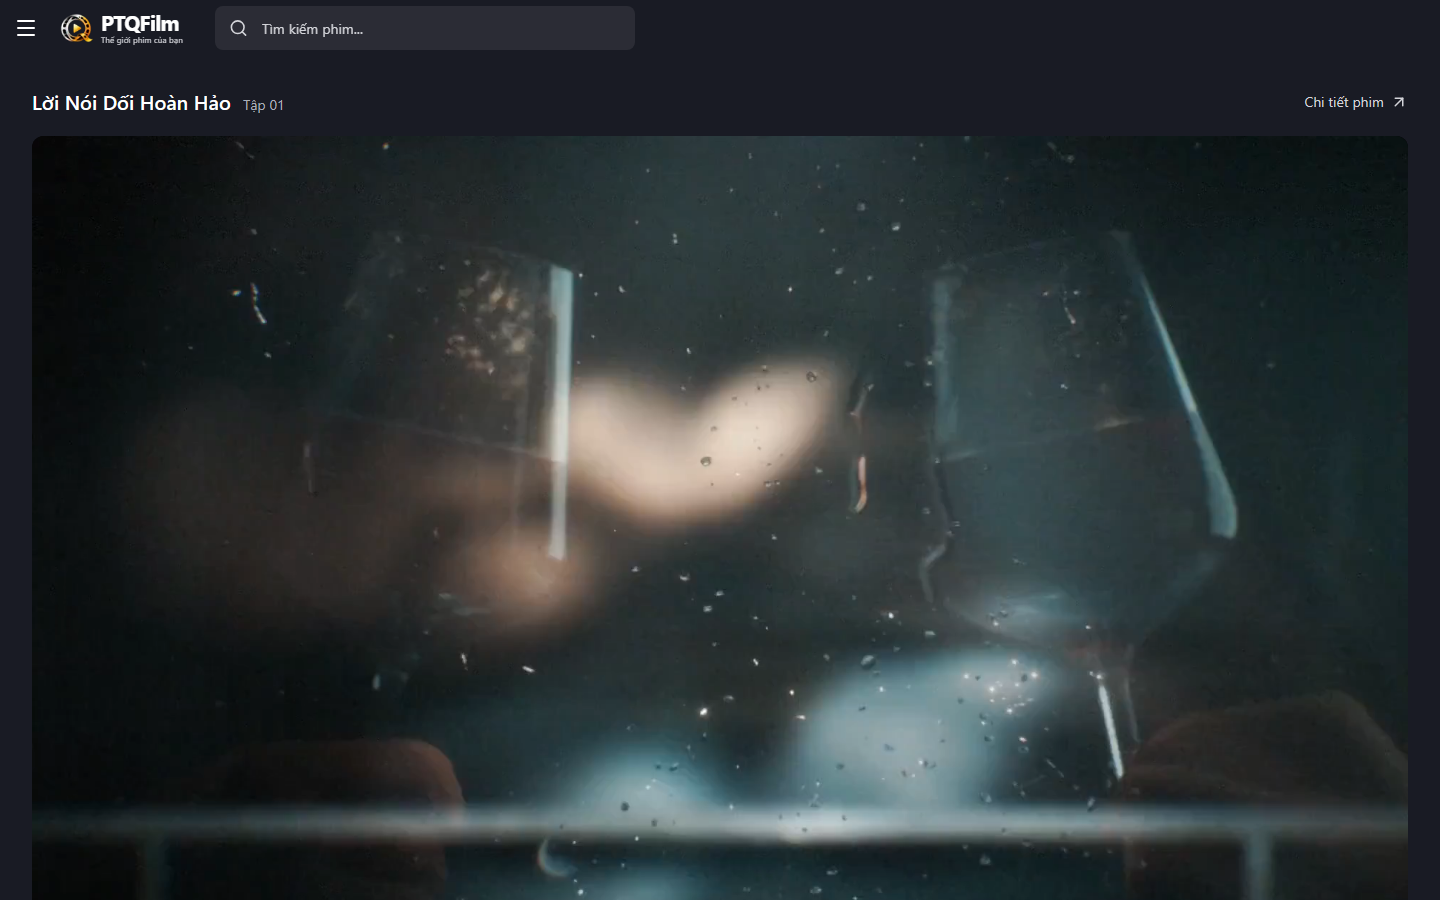 PTQFilm
Thế giới phim của bạn
Tìm kiếm phim...
Lời Nói Dối Hoàn Hảo Tập 01
Chi tiết phim